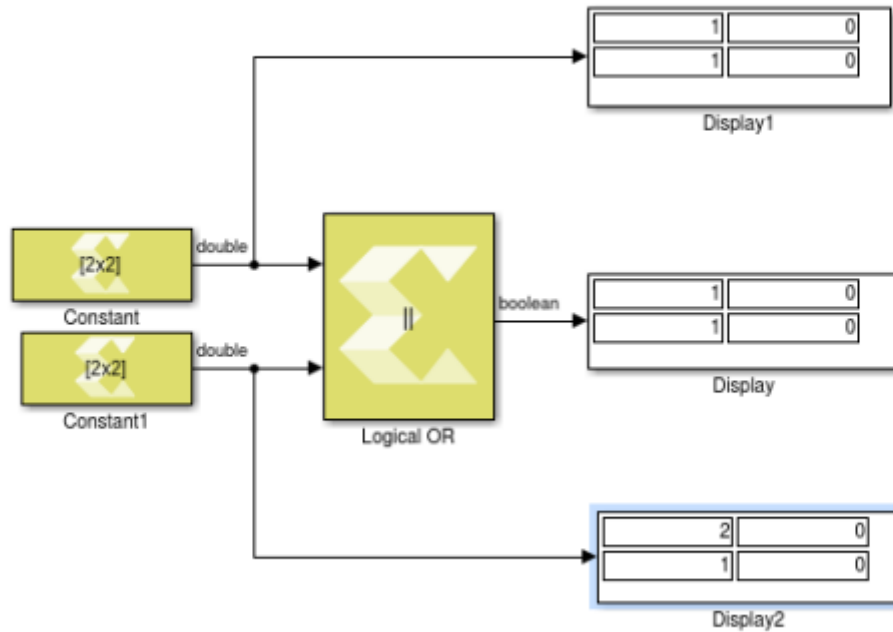 1 0
1 0
Display1
[2x2]
double
Constant
[2x2]
double
Constant1
||
Logical OR
boolean
1 0
1 0
Display
2 0
1 0
Display2